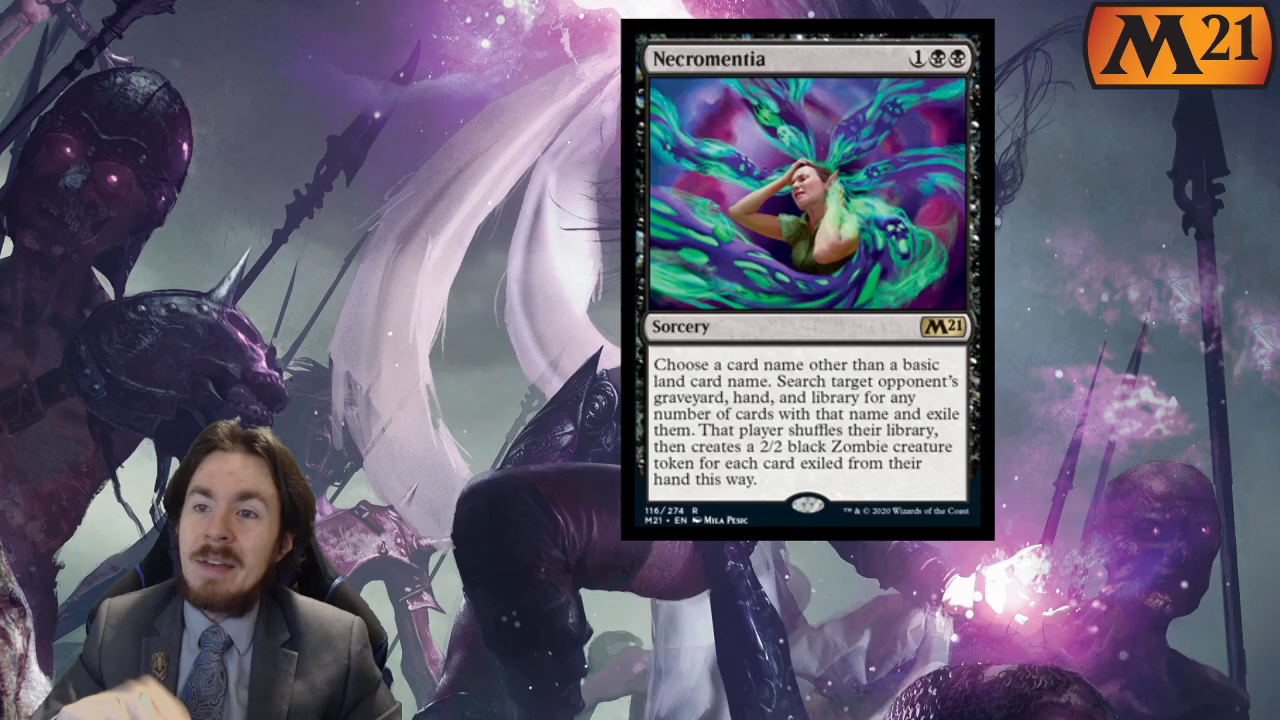 M21
Necromentia 1
Sorcery M21
Choose a card name other than a basic
land card name. Search target opponent's
graveyard, hand, and library for any
number of cards with that name and exile
them. That player shuffles their library,
then creates a 2/2 black Zombie creature
token for each card exiled from their
hand this way.
116/274 R
M21 • EN Mila Pesic
™ & © 2020 Wizards of the Coast